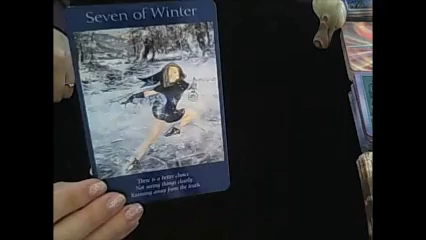 Seven of Winter
There is a better choice
Not seeing things clearly
Running away from the truth